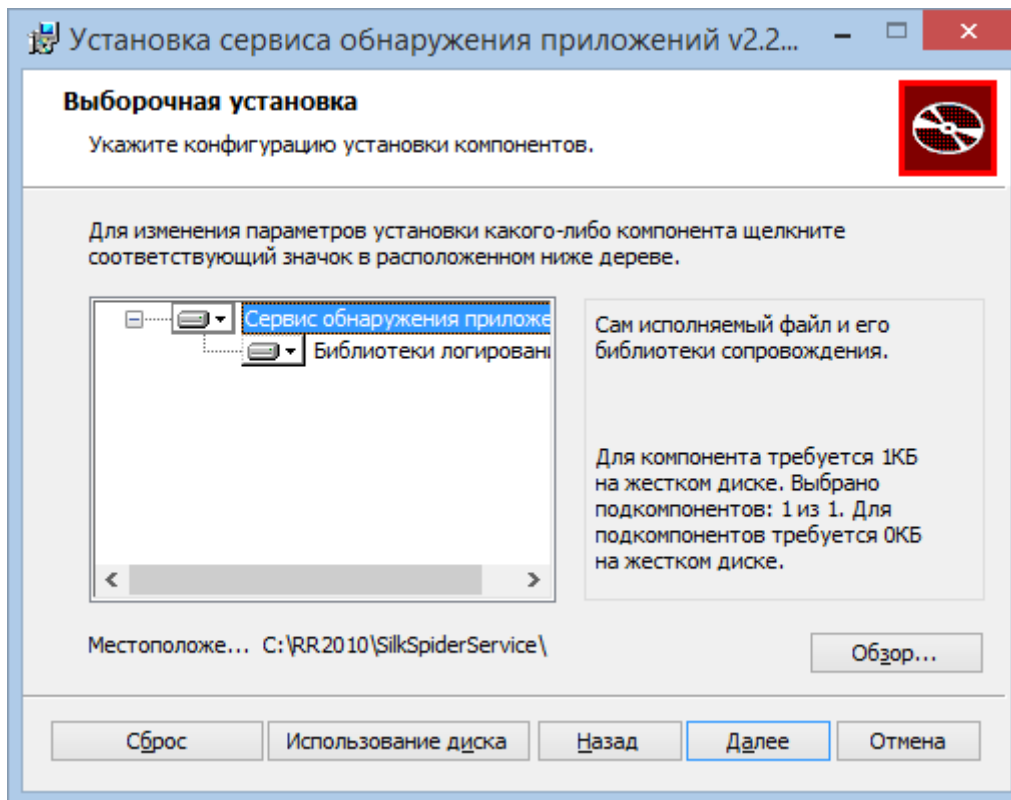 Установка сервиса обнаружения приложений v2.2...
Выборочная установка
Укажите конфигурацию установки компонентов.
Для изменения параметров установки какого-либо компонента щелкните
соответствующий значок в расположенном ниже дереве.
Сервис обнаружения приложе
Библиотеки логировани
Сам исполняемый файл и его
библиотеки сопровождения.
Для компонента требуется 1КБ
на жестком диске. Выбрано
подкомпонентов: 1 из 1. Для
подкомпонентов требуется 0КБ
на жестком диске.
Местоположе... C:\RR2010\SilkSpiderService\
Обзор...
Сброс Использование диска Назад Далее Отмена